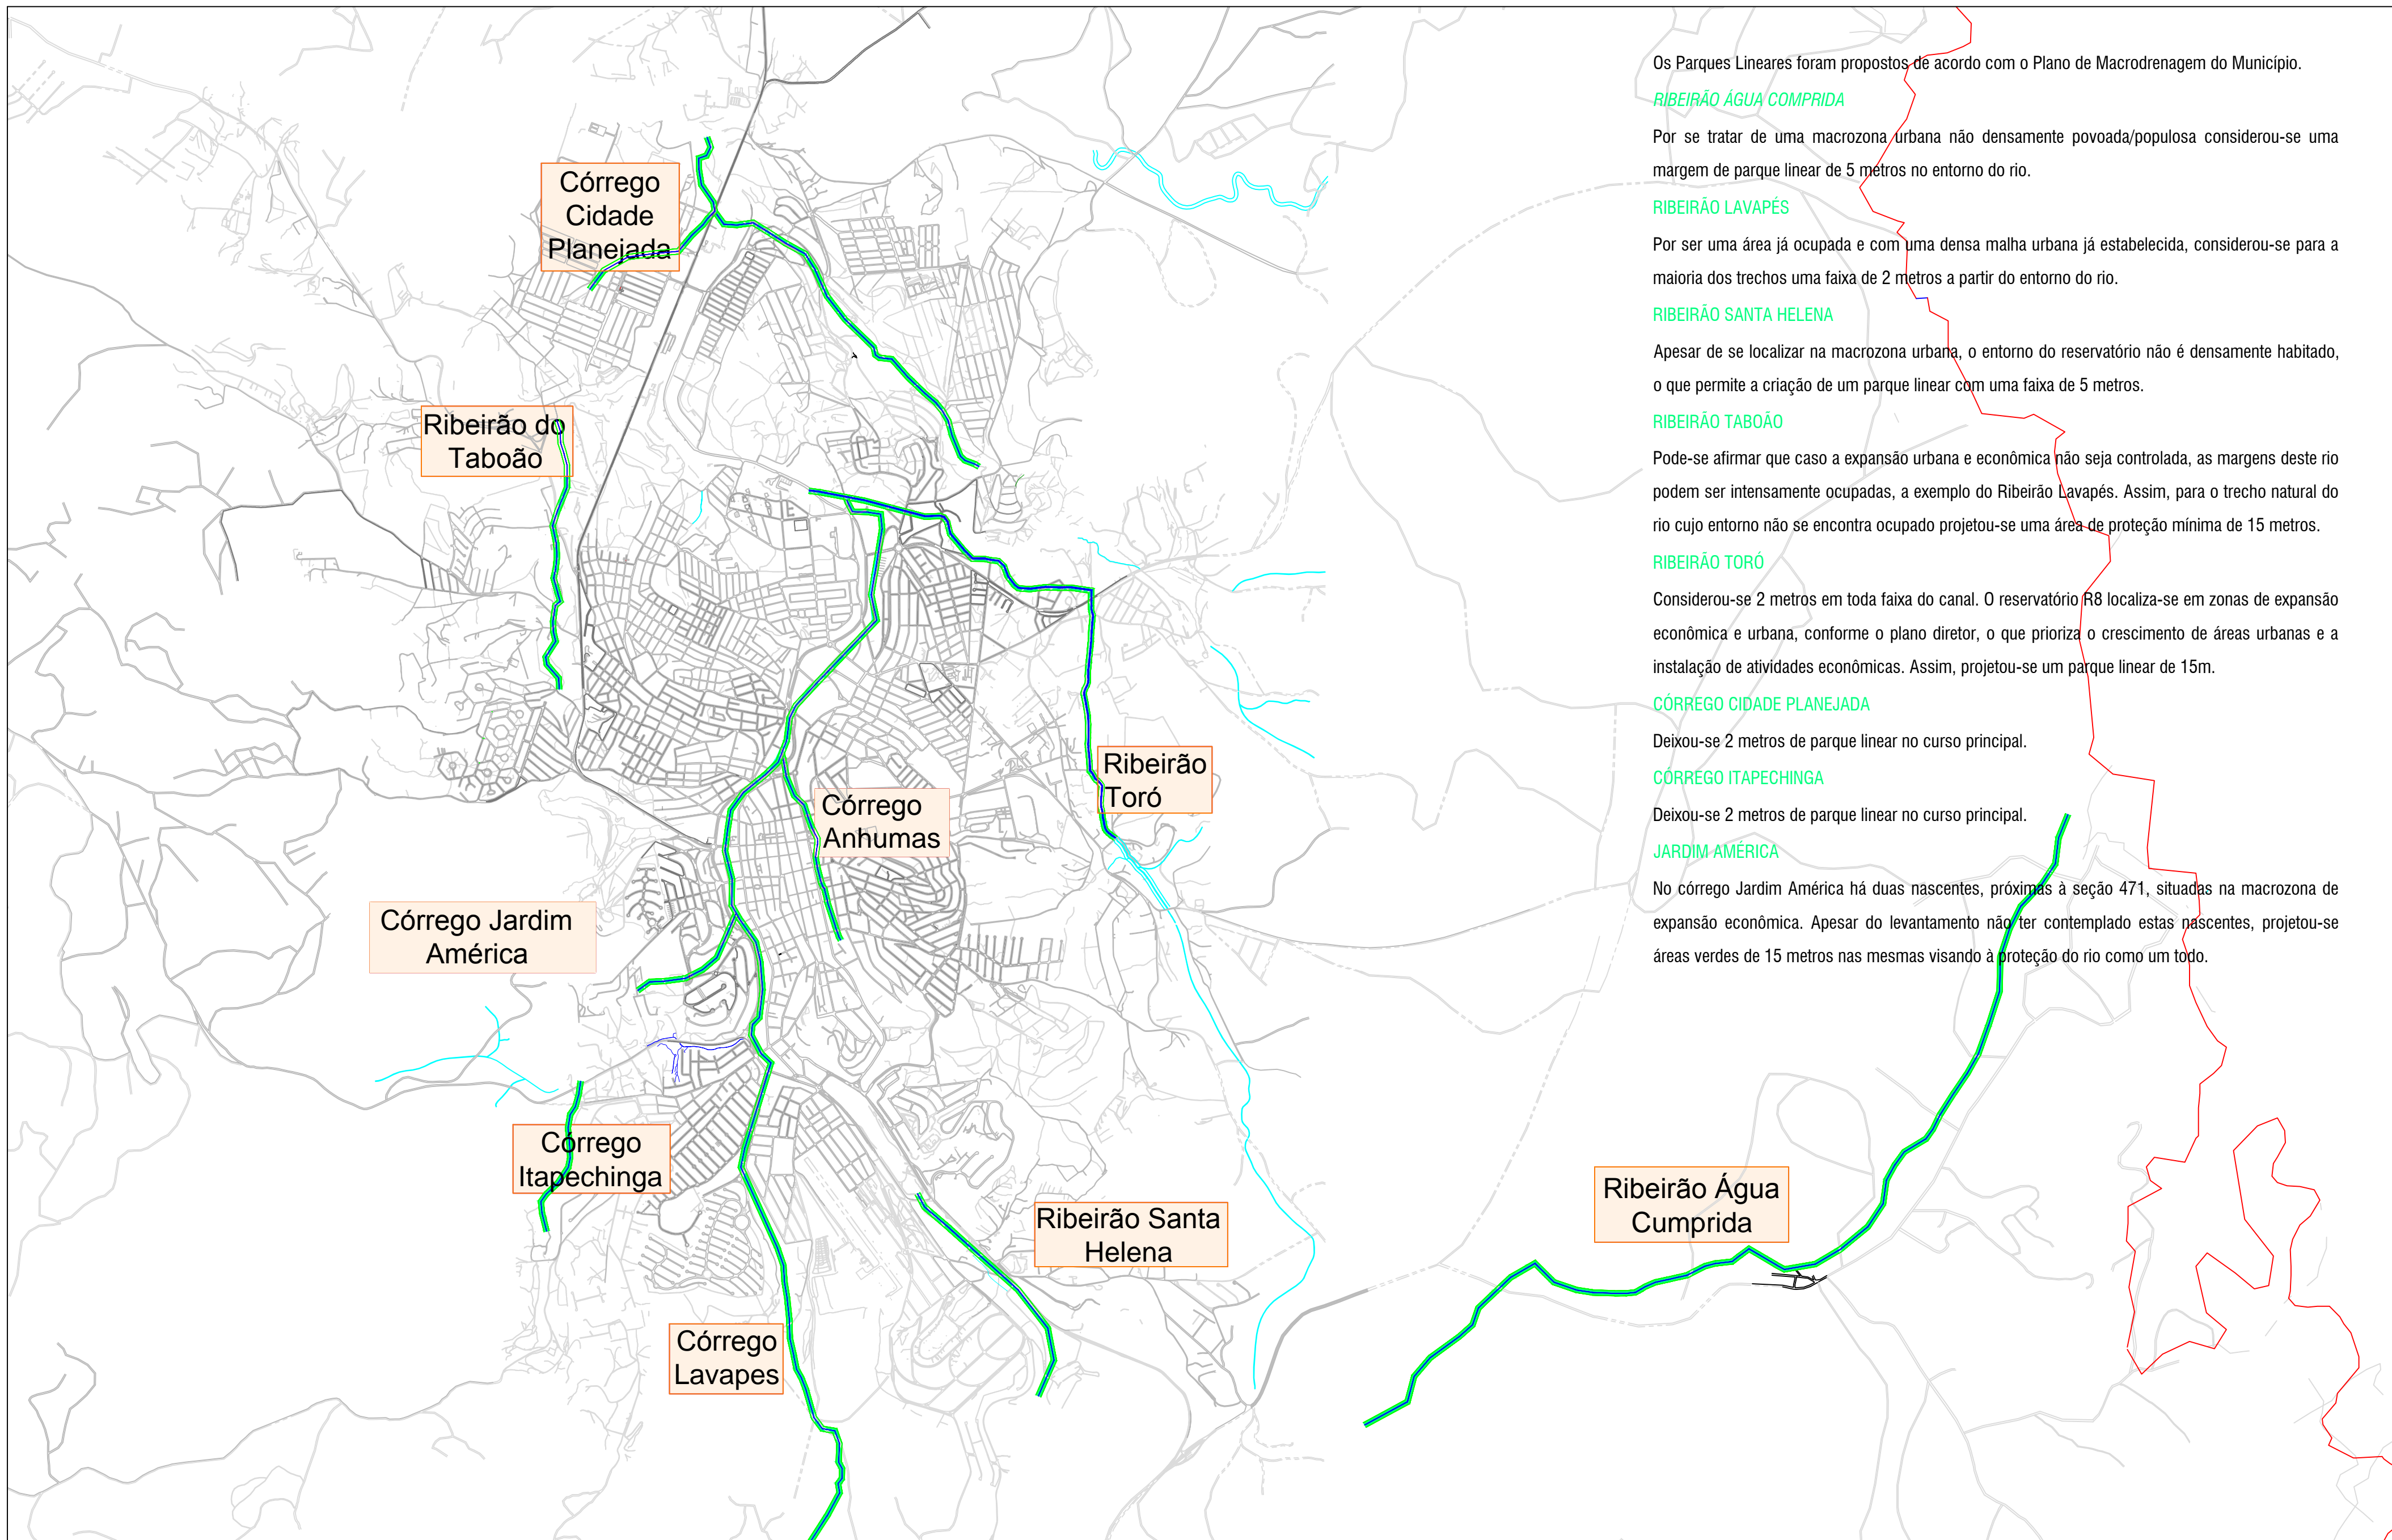 Os Parques Lineares foram propostos de acordo com o Plano de Macrodrenagem do Município.
RIBEIRÃO ÁGUA COMPRIDA
Por se tratar de uma macrozona urbana não densamente povoada/populosa considerou-se uma
margem de parque linear de 5 metros no entorno do rio.
RIBEIRÃO LAVAPÉS
Por ser uma área já ocupada e com uma densa malha urbana já estabelecida, considerou-se para a
maioria dos trechos uma faixa de 2 metros a partir do entorno do rio.
RIBEIRÃO SANTA HELENA
Apesar de se localizar na macrozona urbana, o entorno do reservatório não é densamente habitado,
o que permite a criação de um parque linear com uma faixa de 5 metros.
RIBEIRÃO TABOÃO
Pode-se afirmar que caso a expansão urbana e econômica não seja controlada, as margens deste rio
podem ser intensamente ocupadas, a exemplo do Ribeirão Lavapés. Assim, para o trecho natural do
rio cujo entorno não se encontra ocupado projetou-se uma área de proteção mínima de 15 metros.
RIBEIRÃO TORÓ
Considerou-se 2 metros em toda faixa do canal. O reservatório R8 localiza-se em zonas de expansão
econômica e urbana, conforme o plano diretor, o que prioriza o crescimento de áreas urbanas e a
instalação de atividades econômicas. Assim, projetou-se um parque linear de 15m.
CÓRREGO CIDADE PLANEJADA
Deixou-se 2 metros de parque linear no curso principal.
CÓRREGO ITAPECHINGA
Deixou-se 2 metros de parque linear no curso principal.
JARDIM AMÉRICA
No córrego Jardim América há duas nascentes, próximas à seção 471, situadas na macrozona de
expansão econômica. Apesar do levantamento não ter contemplado estas nascentes, projetou-se
áreas verdes de 15 metros nas mesmas visando à proteção do rio como um todo.
Córrego
Cidade
Planejada
Ribeirão do
Taboão
Ribeirão
Toró
Córrego
Anhumas
Córrego Jardim
América
Córrego
Itapechinga
Ribeirão Santa
Helena
Ribeirão Água
Cumprida
Córrego
Lavapes